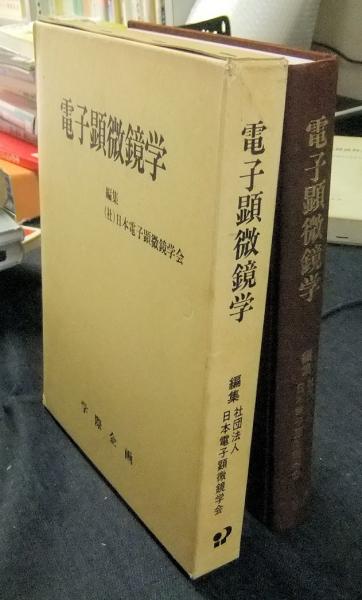 電子顕微鏡学
編集
(社)日本電子顕微鏡学会
学際企画
電子顕微鏡学
編集 社団法人
日本電子顕微鏡学会
電子顕微鏡学
編集